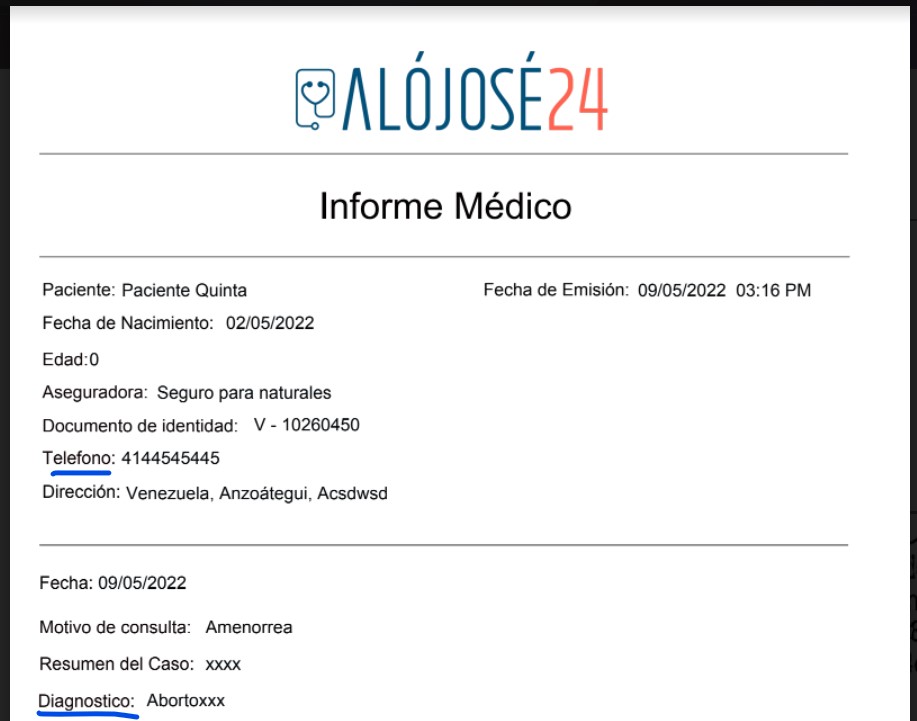 ALÓJOSÉ24
Informe Médico
Paciente: Paciente Quinta Fecha de Emisión: 09/05/2022 03:16 PM
Fecha de Nacimiento: 02/05/2022
Edad:0
Aseguradora: Seguro para naturales
Documento de identidad: V - 10260450
Telefono: 4144545445
Dirección: Venezuela, Anzoátegui, Acsdwsd
Fecha: 09/05/2022
Motivo de consulta: Amenorrea
Resumen del Caso: xxxx
Diagnostico: Abortoxxx